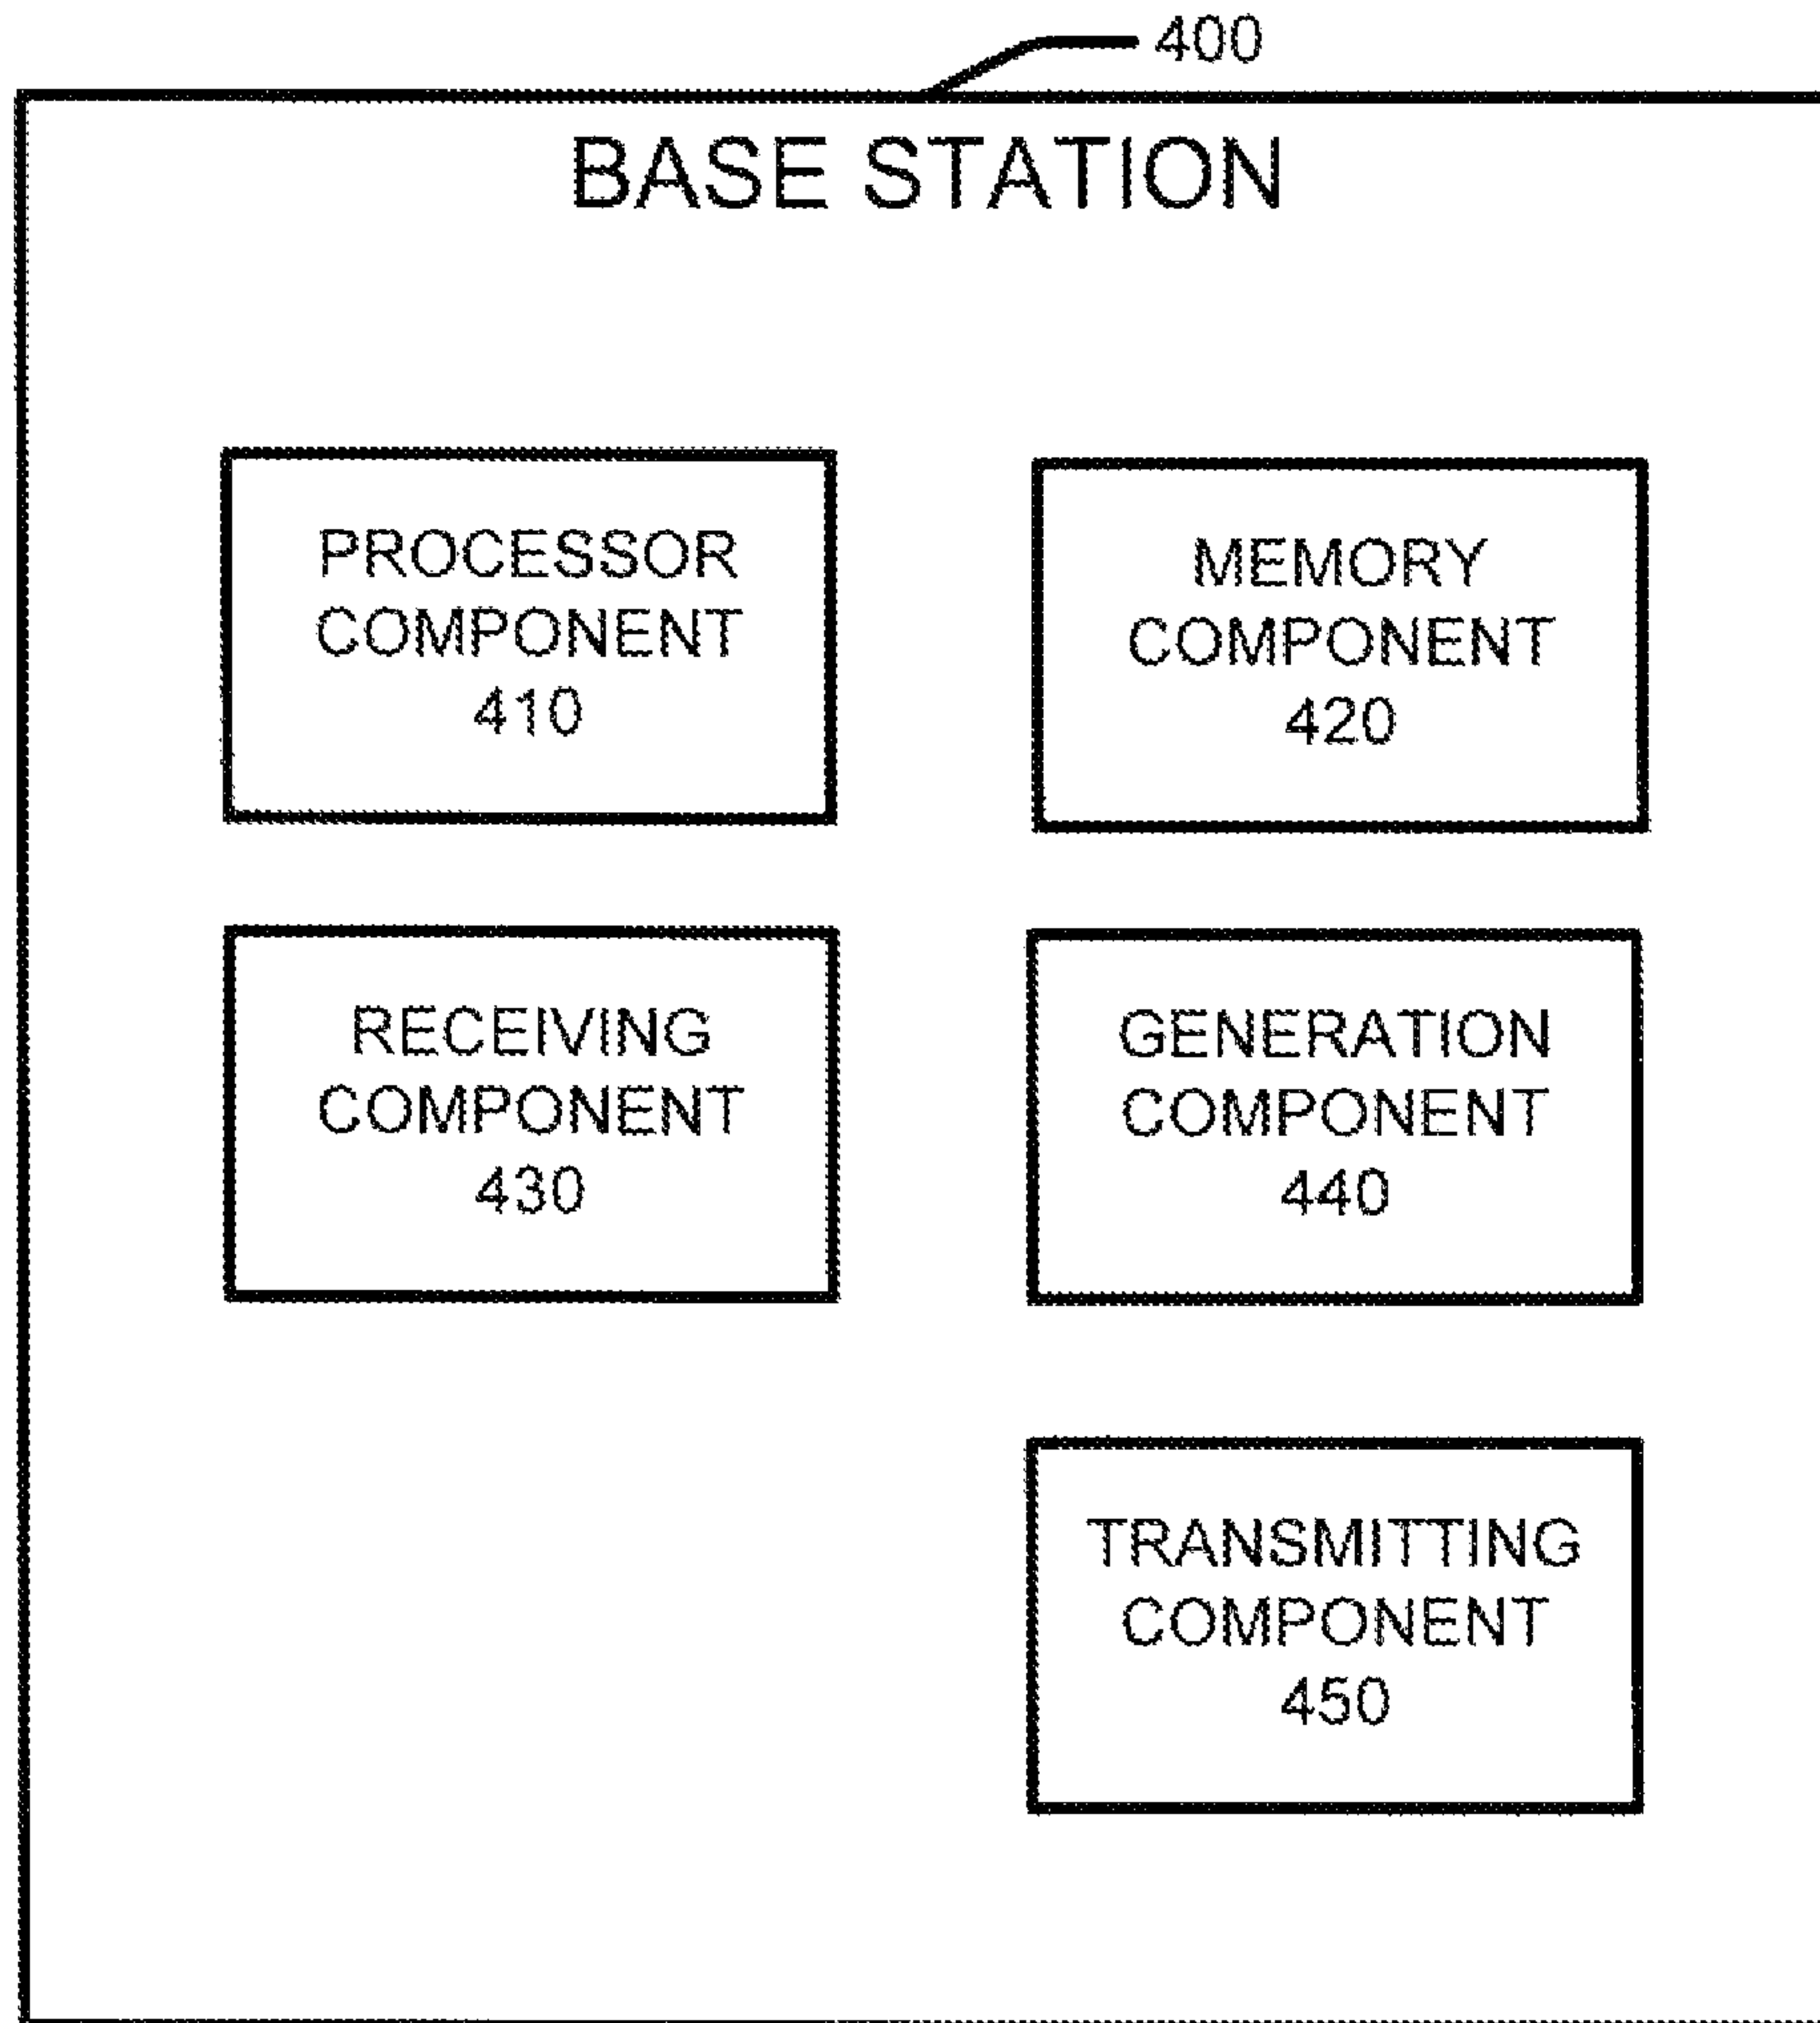 400
BASE STATION
PROCESSOR
COMPONENT
410
MEMORY
COMPONENT
420
RECEIVING
COMPONENT
430
GENERATION
COMPONENT
440
TRANSMITTING
COMPONENT
450